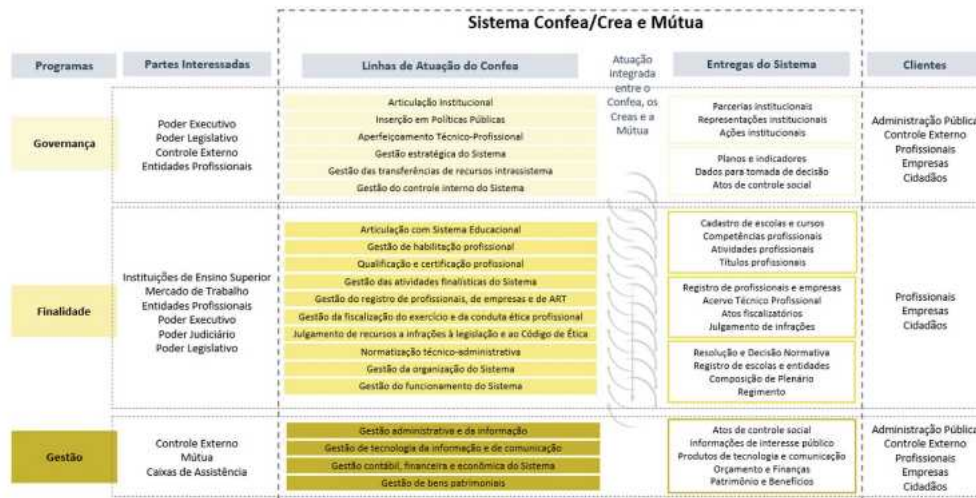 Sistema Confea/Crea e Mútua
Programas
Partes Interessadas
Linhas de Atuação do Confea
Atuação
integrada
entre o
Confea, os
Creas e a
Mútua
Entregas do Sistema
Clientes
Governança
Poder Executivo
Poder Legislativo
Controle Externo
Entidades Profissionais
Articulação Institucional
Inserção em Políticas Públicas
Aperfeiçoamento Técnico-Profissional
Gestão estratégica do Sistema
Gestão das transferências de recursos intrassistema
Gestão do controle interno do Sistema
Parcerias institucionais
Representações institucionais
Ações institucionais
Planos e indicadores
Dados para tomada de decisão
Atos de controle social
Administração Pública
Controle Externo
Profissionais
Empresas
Cidadãos
Finalidade
Instituições de Ensino Superior
Mercado de Trabalho
Entidades Profissionais
Poder Executivo
Poder Judiciário
Poder Legislativo
Articulação com Sistema Educacional
Gestão de habilitação profissional
Qualificação e certificação profissional
Gestão das atividades finalísticas do Sistema
Gestão do registro de profissionais, de empresas e de ART
Gestão da fiscalização do exercício e da conduta ética profissional
Julgamento de recursos a infrações à legislação e ao Código de Ética
Normatização técnico-administrativa
Gestão da organização do Sistema
Gestão do funcionamento do Sistema
Cadastro de escolas e cursos
Competências profissionais
Atividades profissionais
Títulos profissionais
Registro de profissionais e empresas
Acervo Técnico Profissional
Atos fiscalizatórios
Julgamento de infrações
Resolução e Decisão Normativa
Registro de escolas e entidades
Composição de Plenário
Regimento
Profissionais
Empresas
Cidadãos
Gestão
Controle Externo
Mútua
Caixas de Assistência
Gestão administrativa e da informação
Gestão de tecnologia da informação e de comunicação
Gestão contábil, financeira e econômica do Sistema
Gestão de bens patrimoniais
Atos de controle social
Informações de interesse público
Produtos de tecnologia e comunicação
Orçamento e Finanças
Patrimônio e Benefícios
Administração Pública
Controle Externo
Profissionais
Empresas
Cidadãos